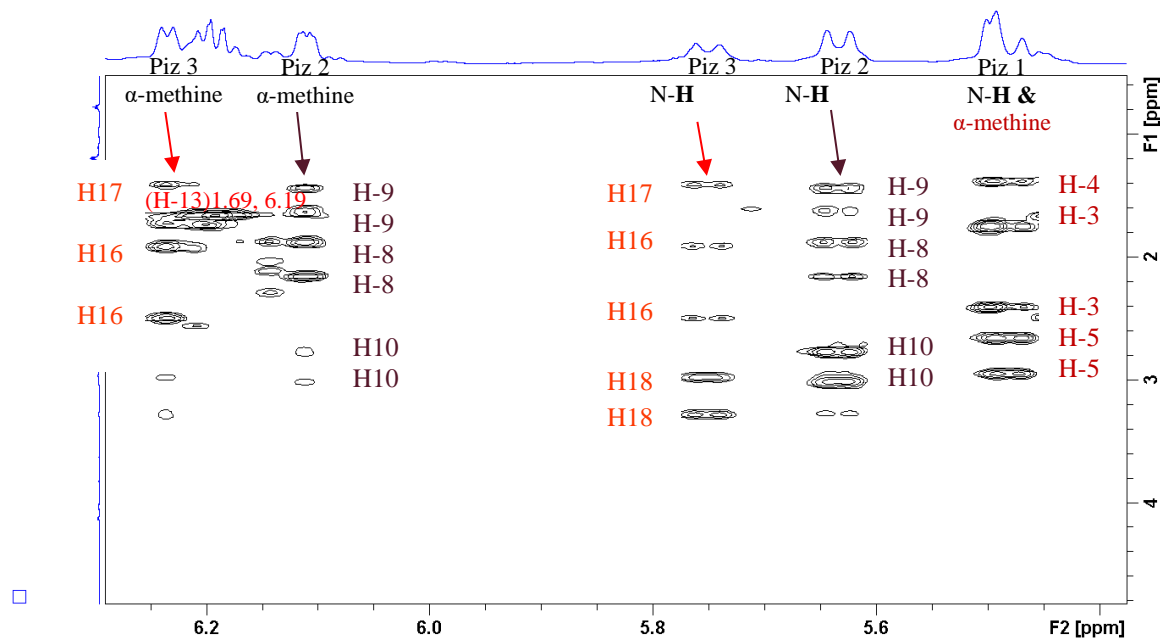 Piz 3 Piz 2 Piz 3 Piz 2 Piz 1
α-methine α-methine N-H N-H N-H &
α-methine
F1 [ppm]
1
2
3
4
H17
(H-13)1.69, 6.19
H16
H16
H-9
H-9
H-8
H-8
H10
H10
H17
H16
H16
H18
H18
H-9
H-9
H-8
H-8
H10
H10
H-4
H-3
H-3
H-5
H-5
6.2 6.0 5.8 5.6 F2 [ppm]